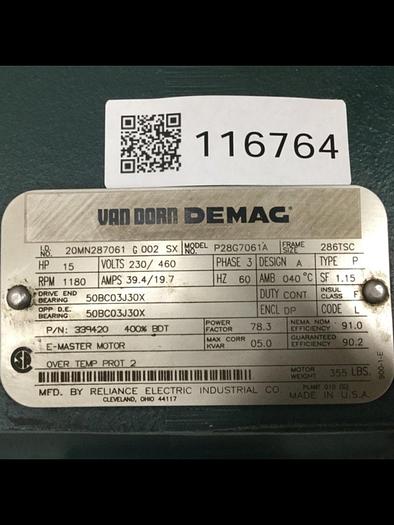 116764
VAN DORN DEMAG
I.D. NO. 20MN287061 G 002 SX MODEL NO. P28G7061A FRAME SIZE 286TSC
HP 15 VOLTS 230/ 460 PHASE 3 DESIGN A TYPE P
RPM 1180 AMPS 39.4/19.7 HZ 60 AMB 040°C SF 1.15
DRIVE END BEARING 50BC03J30X DUTY CONT INSUL CLASS F
OPP D.E. BEARING 50BC03J30X ENCL DP CODE L
P/N: 339420 400% BDT POWER FACTOR 78.3 NEMA NOM EFFICIENCY 91.0
E-MASTER MOTOR MAX CORR KVAR 05.0 GUARANTEED EFFICIENCY 90.2
OVER TEMP PROT 2
MOTOR WEIGHT 355 LBS.
MFD. BY RELIANCE ELECTRIC INDUSTRIAL CO. PLANT 010 (S)
CLEVELAND, OHIO 44117 MADE IN U.S.A.